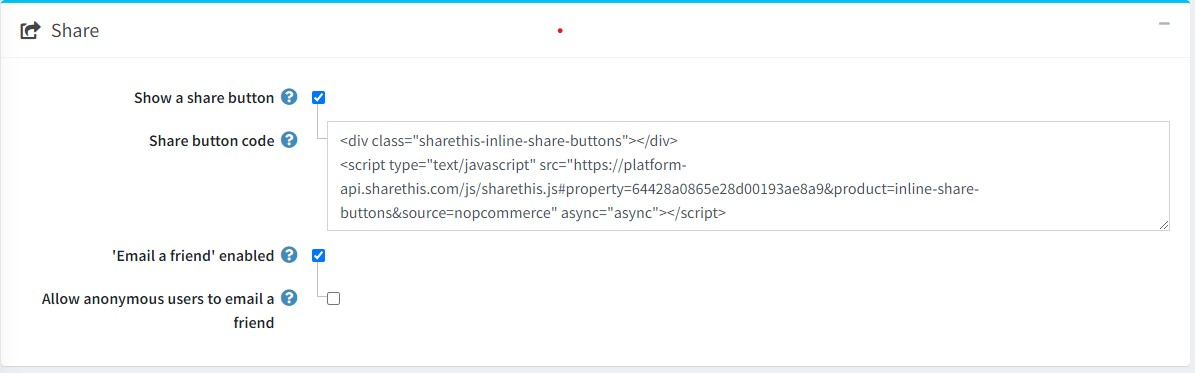 Share
Show a share button
Share button code
<div class="sharethis-inline-share-buttons"></div>
<script type="text/javascript" src="https://platform-
api.sharethis.com/js/sharethis.js#property=64428a0865e28d00193ae8a9&product=inline-share-
buttons&source=nopcommerce" async="async"></script>
'Email a friend' enabled
Allow anonymous users to email a
friend